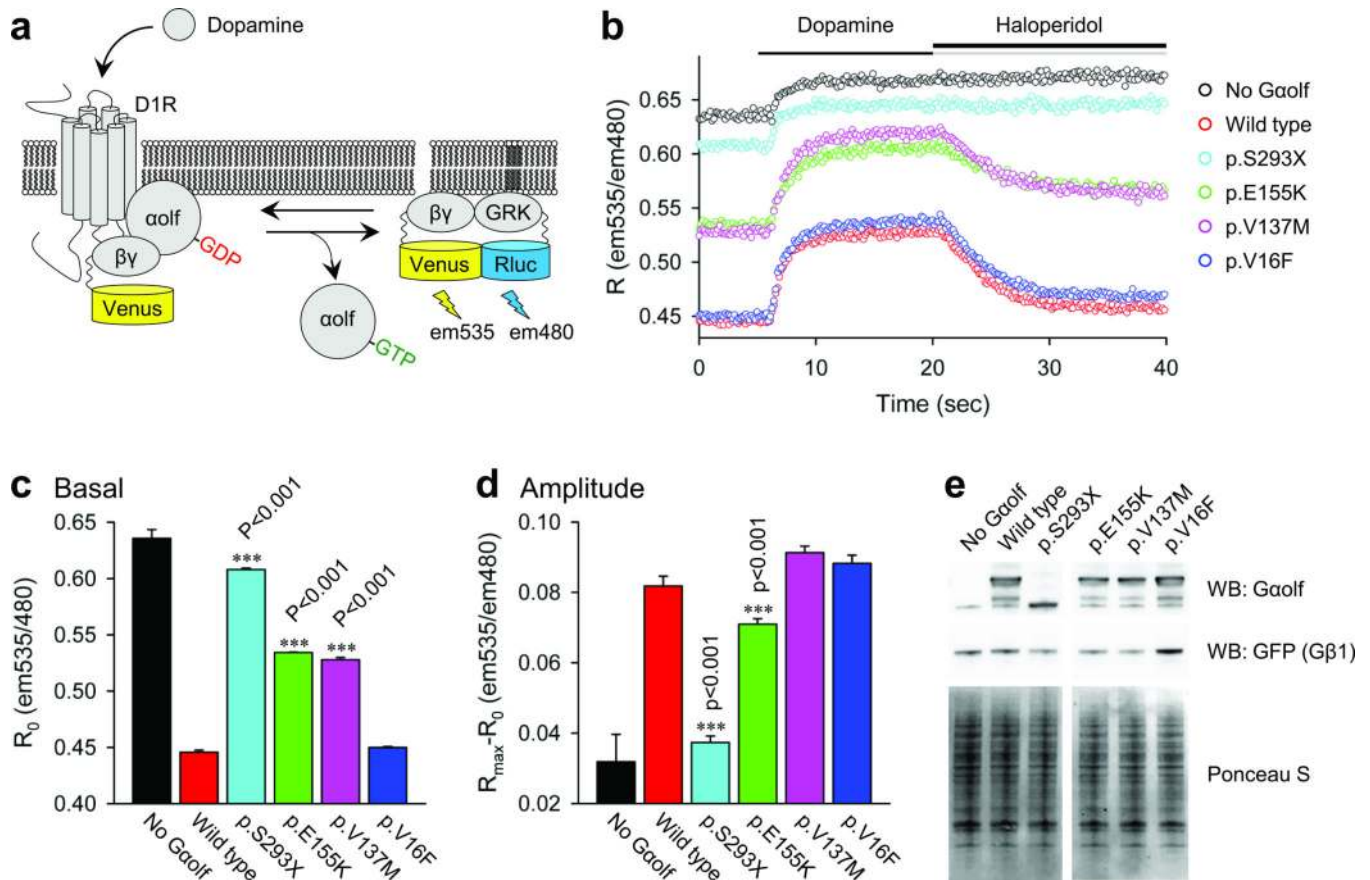 a
Dopamine
D1R
αolf
GDP
βγ
Venus
αolf
GTP
βγ
GRK
Venus
Rluc
em535
em480
b
Dopamine
Haloperidol
R (em535/em480)
0.65
0.60
0.55
0.50
0.45
0
10
20
30
40
Time (sec)
No Gαolf
Wild type
p.S293X
p.E155K
p.V137M
p.V16F
c Basal
R0 (em535/480)
0.65
0.60
0.55
0.50
0.45
0.40
P<0.001
***
P<0.001
***
P<0.001
***
No Gαolf
Wild type
p.S293X
p.E155K
p.V137M
p.V16F
d Amplitude
Rmax-R0 (em535/em480)
0.10
0.08
0.06
0.04
0.02
p<0.001
***
p<0.001
***
No Gαolf
Wild type
p.S293X
p.E155K
p.V137M
p.V16F
e
No Gαolf
Wild type
p.S293X
p.E155K
p.V137M
p.V16F
WB: Gαolf
WB: GFP (Gβ1)
Ponceau S